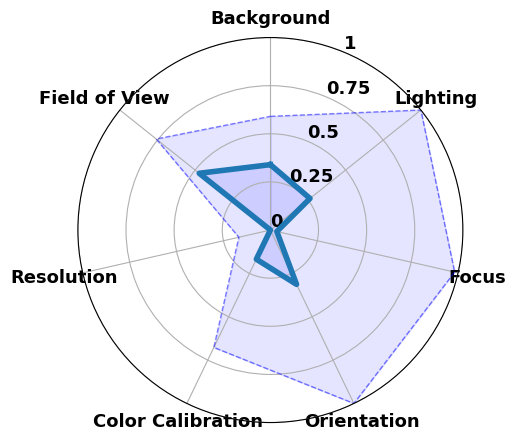 Background
1
0.75
Field of View
Lighting
0.5
0.25
0
Resolution
Focus
Color Calibration
Orientation